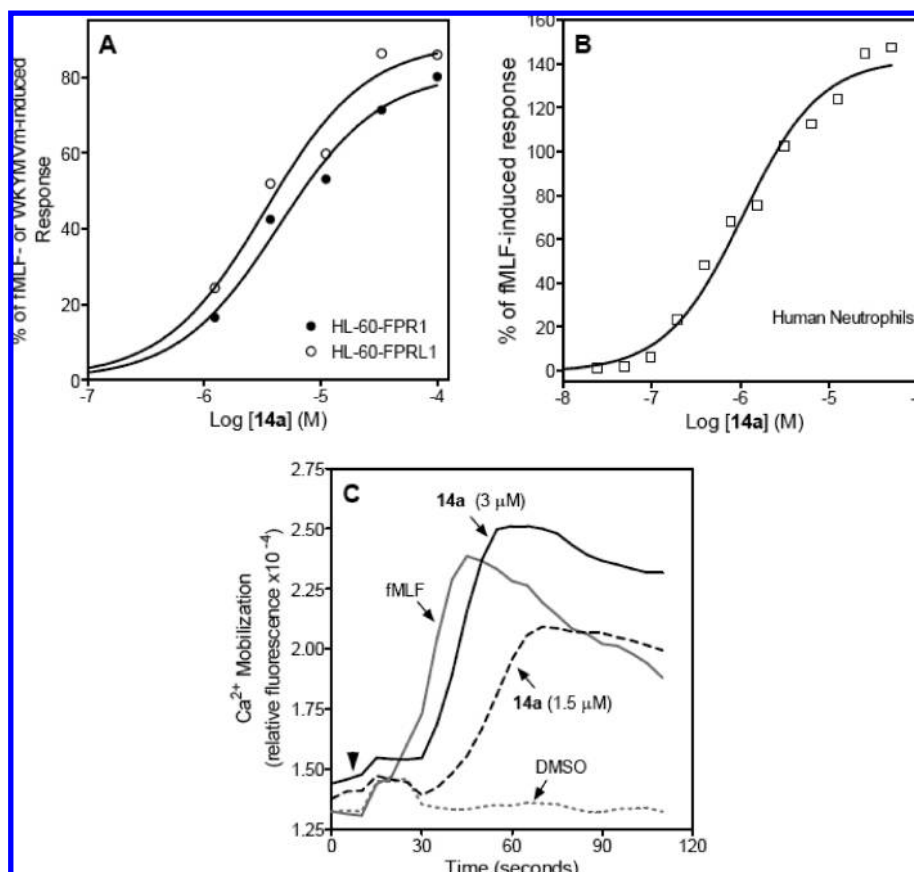 A
% of fMLF- or WKYMVm-induced
Response
80
60
40
20
0
-7
-6
-5
-4
HL-60-FPR1
HL-60-FPRL1
Log [14a] (M)
B
% of fMLF-induced response
160
140
120
100
80
60
40
20
0
-8
-7
-6
-5
Human Neutrophils
Log [14a] (M)
C
Ca2+ Mobilization
(relative fluorescence x10-4)
2.75
2.50
2.25
2.00
1.75
1.50
1.25
0
30
60
90
120
14a (3 µM)
fMLF
14a (1.5 µM)
DMSO
Time (seconds)